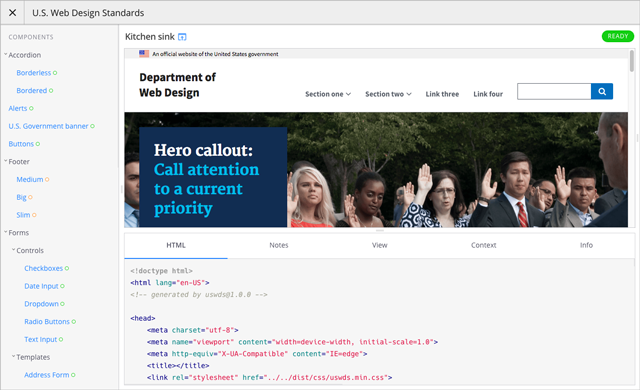 U.S. Web Design Standards
COMPONENTS
Accordion
Borderless
Bordered
Alerts
U.S. Government banner
Buttons
Footer
Medium
Big
Slim
Forms
Controls
Checkboxes
Date Input
Dropdown
Radio Buttons
Text Input
Templates
Address Form
Kitchen sink
READY
An official website of the United States government
Department of
Web Design
Section one
Section two
Link three
Link four
Hero callout:
Call attention
to a current
priority
HTML
Notes
View
Context
Info
<!doctype html>
<html lang="en-US">
<!-- generated by uswds@1.0.0 -->
<head>
<meta charset="utf-8">
<meta name="viewport" content="width=device-width, initial-scale=1.0">
<meta http-equiv="X-UA-Compatible" content="IE=edge">
<title></title>
<link rel="stylesheet" href="../../dist/css/uswds.min.css">